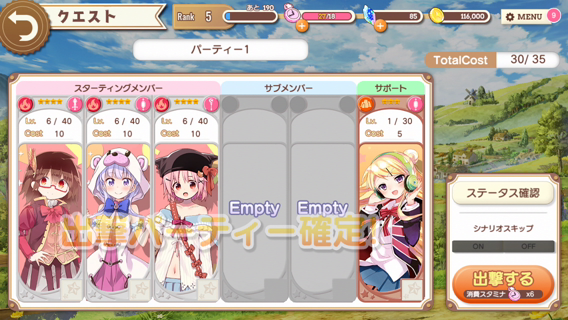 クエスト
Rank 5
あと 190
27/18
8
116,000
MENU
パーティー1
TotalCost 30/ 35
スターティングメンバー
サブメンバー
サポート
Lv. 6 / 40
Cost 10
Lv. 6 / 40
Cost 10
Lv. 6 / 40
Cost 10
Lv. 1 / 30
Cost 5
Empty
Empty
出撃パーティー確定!
ステータス確認
シナリオスキップ
ON OFF
出撃する
消費スタミナ x6